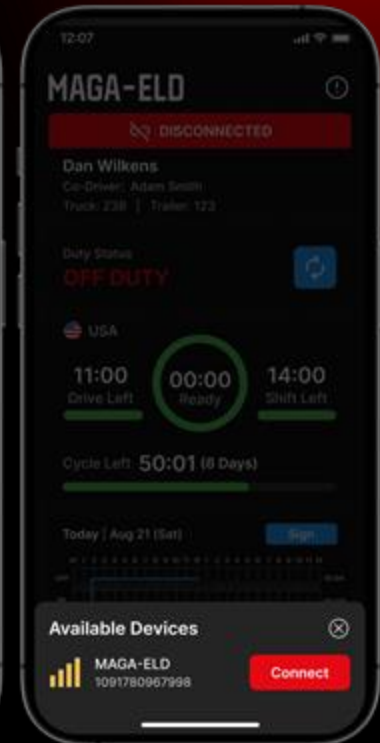 12:07
MAGA-ELD
DISCONNECTED
Dan Wilkens
Co-Driver: Adam Smith
Truck: 238 | Trailer: 123
Duty Status
OFF DUTY
USA
11:00
Drive Left
00:00
Ready
14:00
Shift Left
Cycle Left 50:01 (6 Days)
Today | Aug 21 (Sat)
Sign
Available Devices
MAGA-ELD
1091780967998
Connect